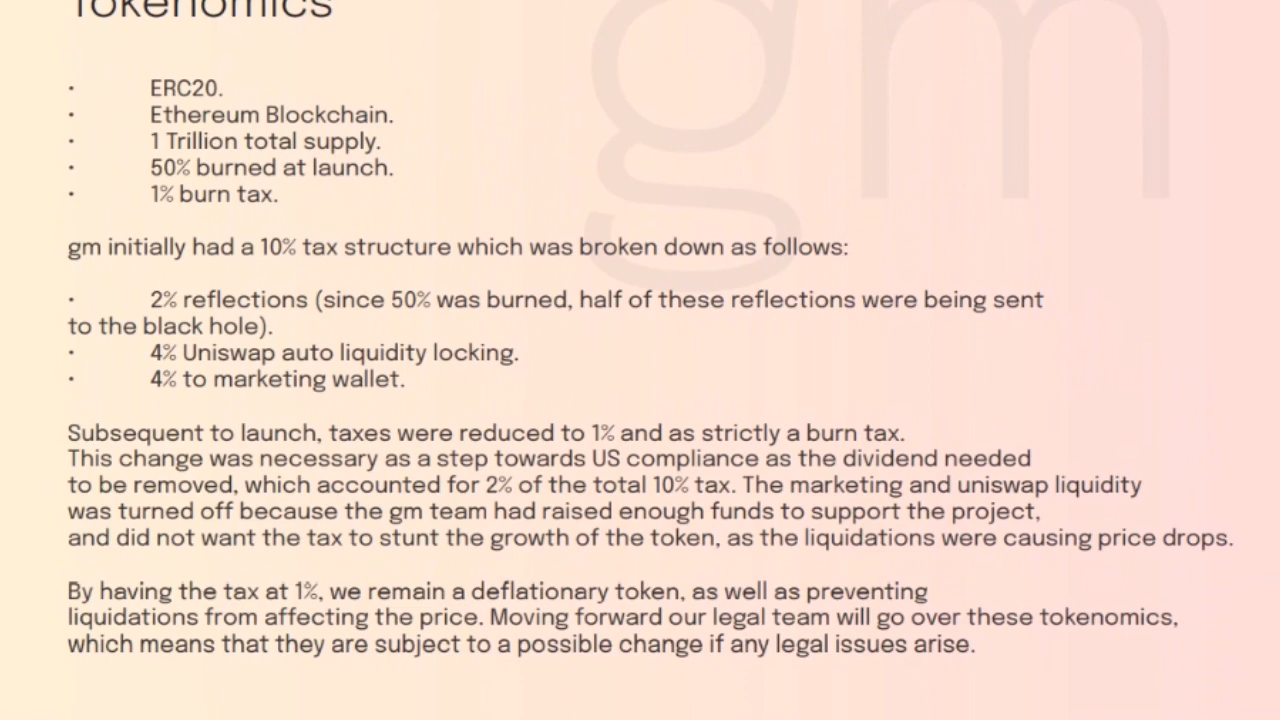 Tokenomics
gm
• ERC20.
• Ethereum Blockchain.
• 1 Trillion total supply.
• 50% burned at launch.
• 1% burn tax.
gm initially had a 10% tax structure which was broken down as follows:
• 2% reflections (since 50% was burned, half of these reflections were being sent
to the black hole).
• 4% Uniswap auto liquidity locking.
• 4% to marketing wallet.
Subsequent to launch, taxes were reduced to 1% and as strictly a burn tax.
This change was necessary as a step towards US compliance as the dividend needed
to be removed, which accounted for 2% of the total 10% tax. The marketing and uniswap liquidity
was turned off because the gm team had raised enough funds to support the project,
and did not want the tax to stunt the growth of the token, as the liquidations were causing price drops.
By having the tax at 1%, we remain a deflationary token, as well as preventing
liquidations from affecting the price. Moving forward our legal team will go over these tokenomics,
which means that they are subject to a possible change if any legal issues arise.